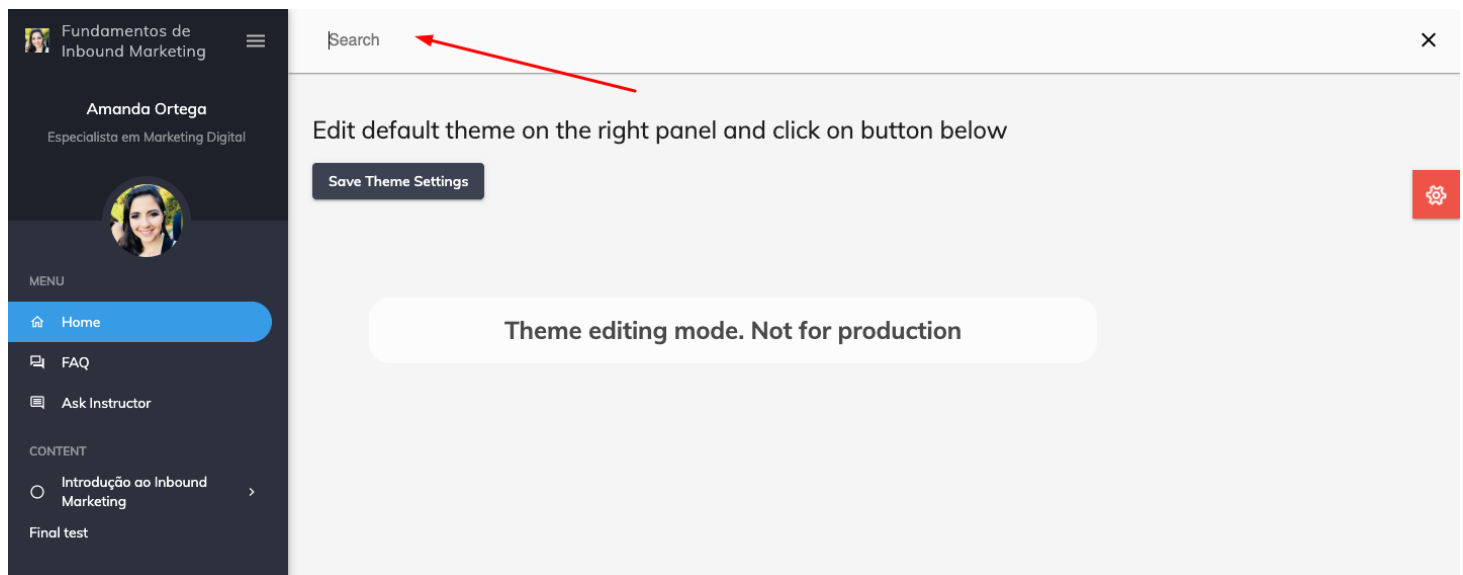 Fundamentos de
Inbound Marketing
Search
Amanda Ortega
Especialista em Marketing Digital
Edit default theme on the right panel and click on button below
Save Theme Settings
MENU
Home
FAQ
Ask Instructor
Theme editing mode. Not for production
CONTENT
Introdução ao Inbound
Marketing
Final test